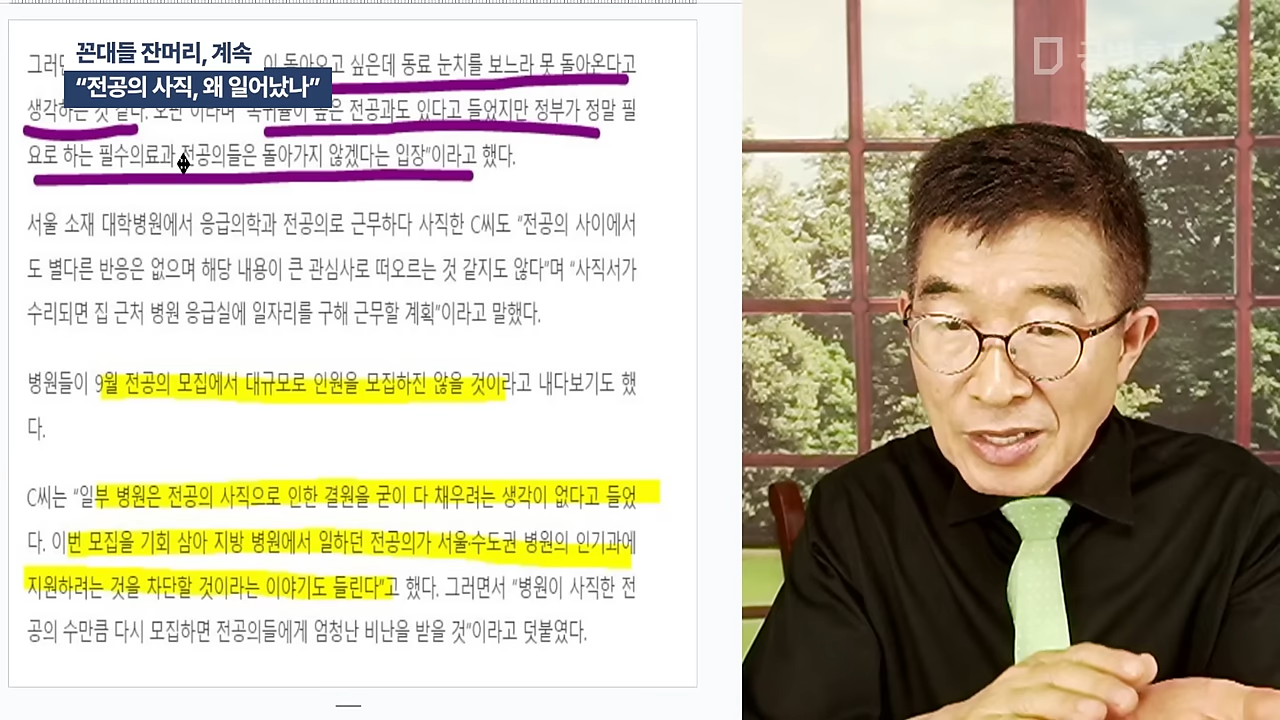 꼰대들 잔머리, 계속
“전공의 사직, 왜 일어났나”
공병호TV
그러면 이 돌아오고 싶은데 동료 눈치를 보느라 못 돌아온다고
생각하는 것 같다. 오판"이라며 "복귀율이 높은 전공과도 있다고 들었지만 정부가 정말 필
요로 하는 필수의료과 전공의들은 돌아가지 않겠다는 입장"이라고 했다.
서울 소재 대학병원에서 응급의학과 전공의로 근무하다 사직한 C씨도 "전공의 사이에서
도 별다른 반응은 없으며 해당 내용이 큰 관심사로 떠오르는 것 같지도 않다"며 "사직서가
수리되면 집 근처 병원 응급실에 일자리를 구해 근무할 계획"이라고 말했다.
병원들이 9월 전공의 모집에서 대규모로 인원을 모집하진 않을 것이라고 내다보기도 했
다.
C씨는 "일부 병원은 전공의 사직으로 인한 결원을 굳이 다 채우려는 생각이 없다고 들었
다. 이번 모집을 기회 삼아 지방 병원에서 일하던 전공의가 서울·수도권 병원의 인기과에
지원하려는 것을 차단할 것이라는 이야기도 들린다"고 했다. 그러면서 "병원이 사직한 전
공의 수만큼 다시 모집하면 전공의들에게 엄청난 비난을 받을 것"이라고 덧붙였다.